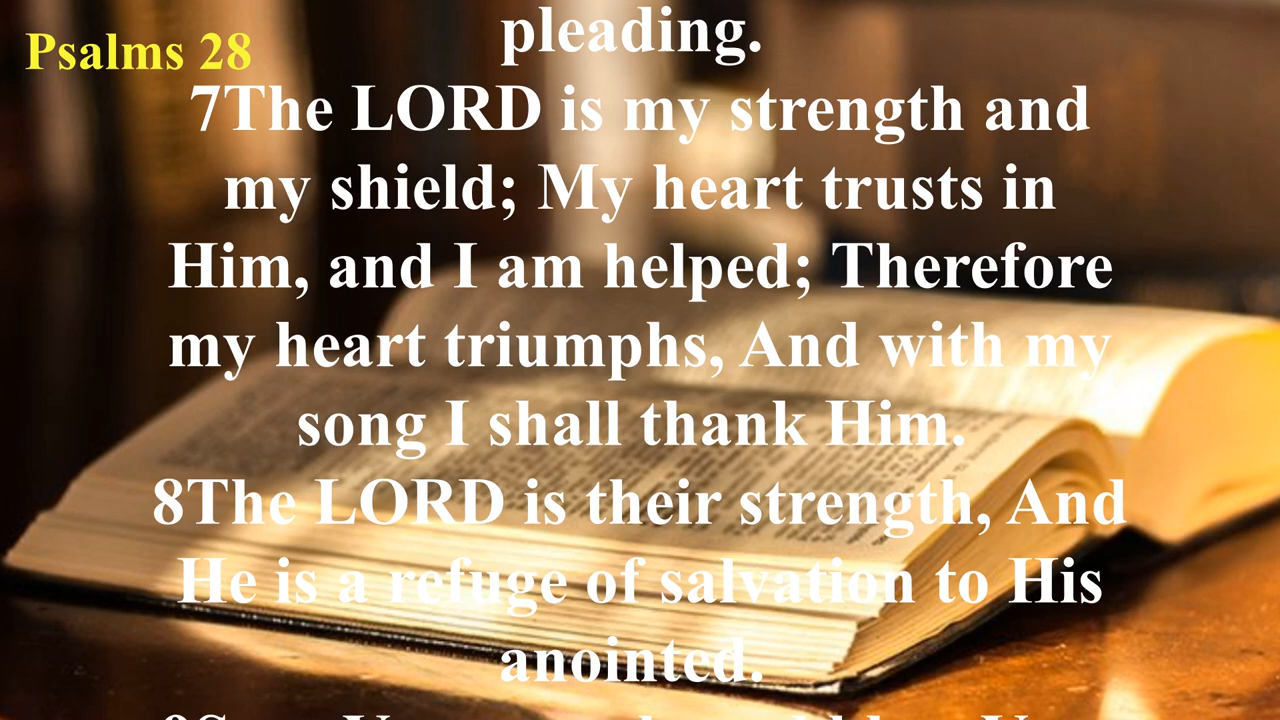 Psalms 28
pleading.
7The LORD is my strength and
my shield; My heart trusts in
Him, and I am helped; Therefore
my heart triumphs, And with my
song I shall thank Him.
8The LORD is their strength, And
He is a refuge of salvation to His
anointed.